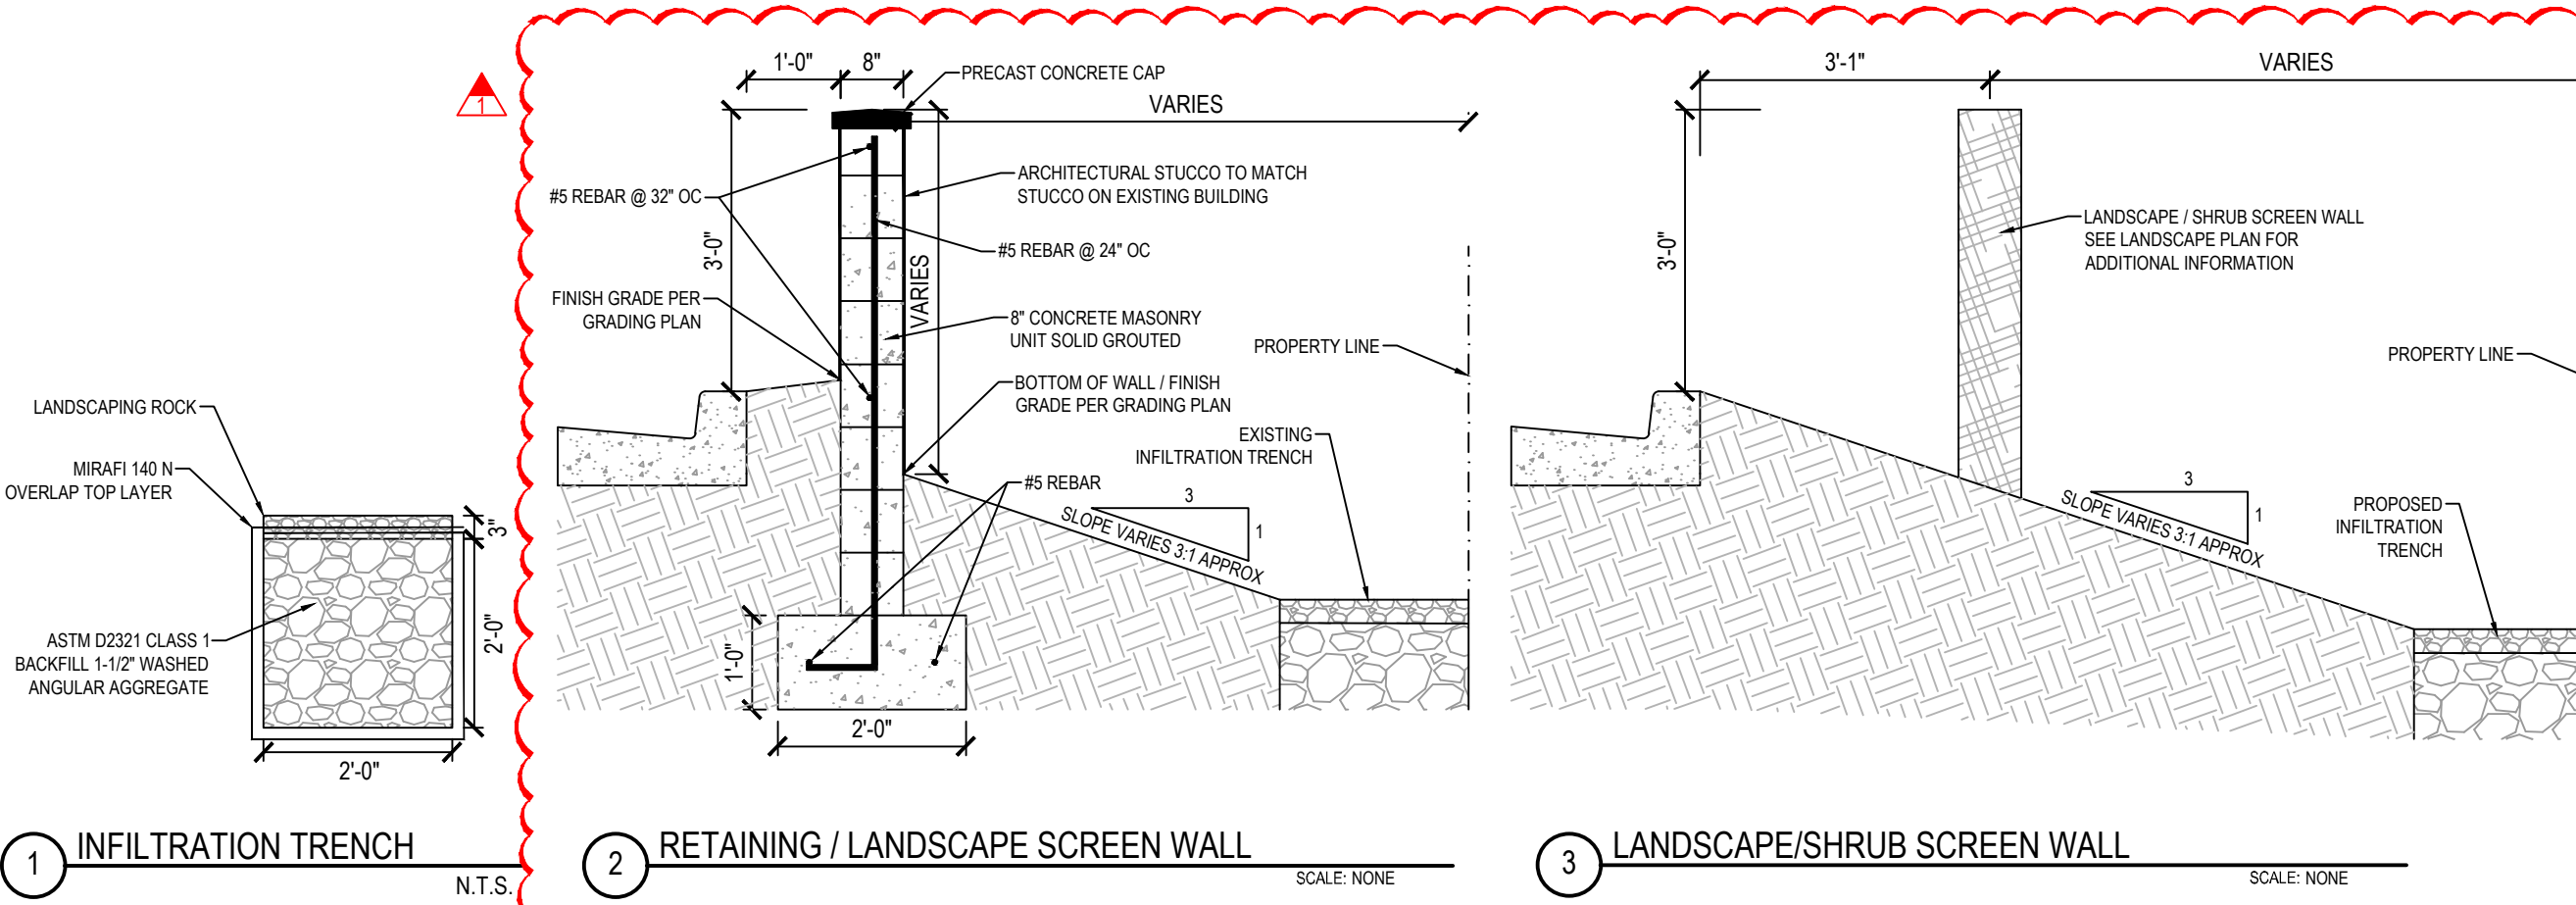 1
LANDSCAPING ROCK
MIRAFI 140 N
OVERLAP TOP LAYER
ASTM D2321 CLASS 1
BACKFILL 1-1/2" WASHED
ANGULAR AGGREGATE
3"
2'-0"
2'-0"
1 INFILTRATION TRENCH
N.T.S.
1'-0"
8"
PRECAST CONCRETE CAP
VARIES
#5 REBAR @ 32" OC
3'-0"
ARCHITECTURAL STUCCO TO MATCH
STUCCO ON EXISTING BUILDING
#5 REBAR @ 24" OC
VARIES
FINISH GRADE PER
GRADING PLAN
8" CONCRETE MASONRY
UNIT SOLID GROUTED
PROPERTY LINE
BOTTOM OF WALL / FINISH
GRADE PER GRADING PLAN
EXISTING
INFILTRATION TRENCH
#5 REBAR
3
1
SLOPE VARIES 3:1 APPROX
1'-0"
2'-0"
2 RETAINING / LANDSCAPE SCREEN WALL
SCALE: NONE
3'-1"
VARIES
3'-0"
LANDSCAPE / SHRUB SCREEN WALL
SEE LANDSCAPE PLAN FOR
ADDITIONAL INFORMATION
PROPERTY LINE
3
1
SLOPE VARIES 3:1 APPROX
PROPOSED
INFILTRATION
TRENCH
3 LANDSCAPE/SHRUB SCREEN WALL
SCALE: NONE